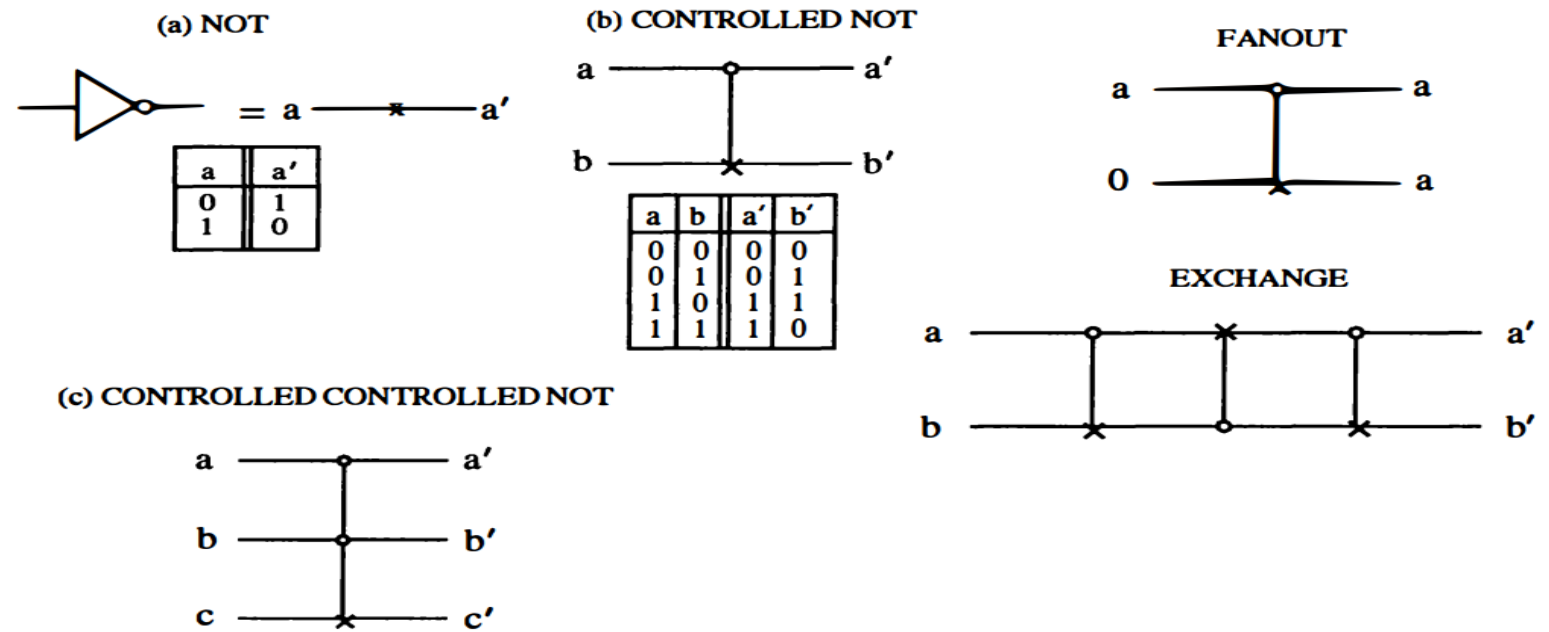 (a) NOT
= a a′
a a′
0 1
1 0
(b) CONTROLLED NOT
a a′
b b′
a b a′ b′
0 0 0 0
0 1 0 1
1 0 1 1
1 1 1 0
(c) CONTROLLED CONTROLLED NOT
a a′
b b′
c c′
FANOUT
a a
0 a
EXCHANGE
a a′
b b′